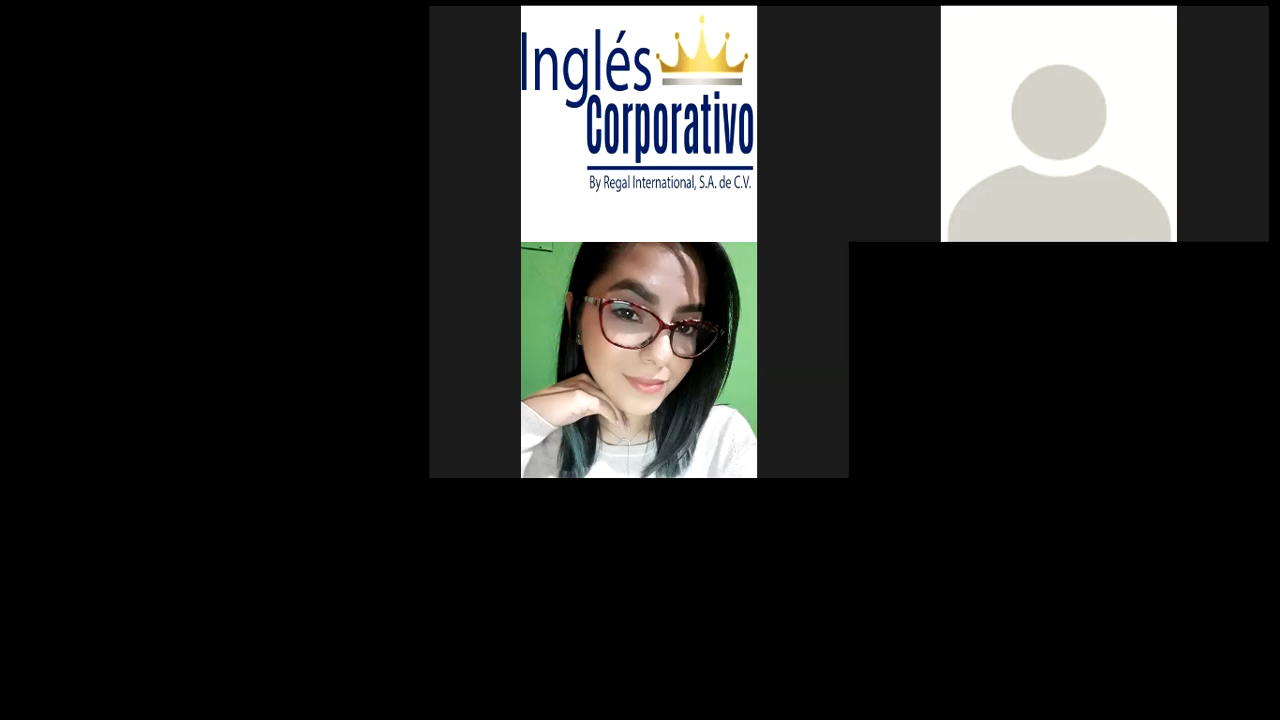 Inglés
Corporativo
By Regal International, S.A. de C.V.